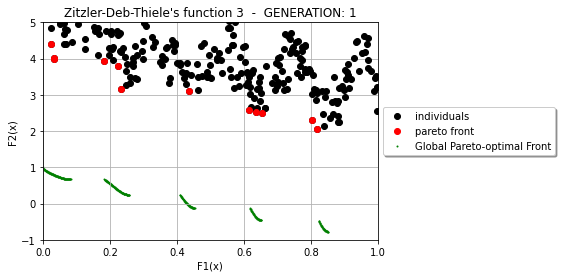 Zitzler-Deb-Thiele's function 3 - GENERATION: 1
5
4
3
2
1
0
-1
F2(x)
0.0 0.2 0.4 0.6 0.8 1.0
F1(x)
individuals
pareto front
Global Pareto-optimal Front